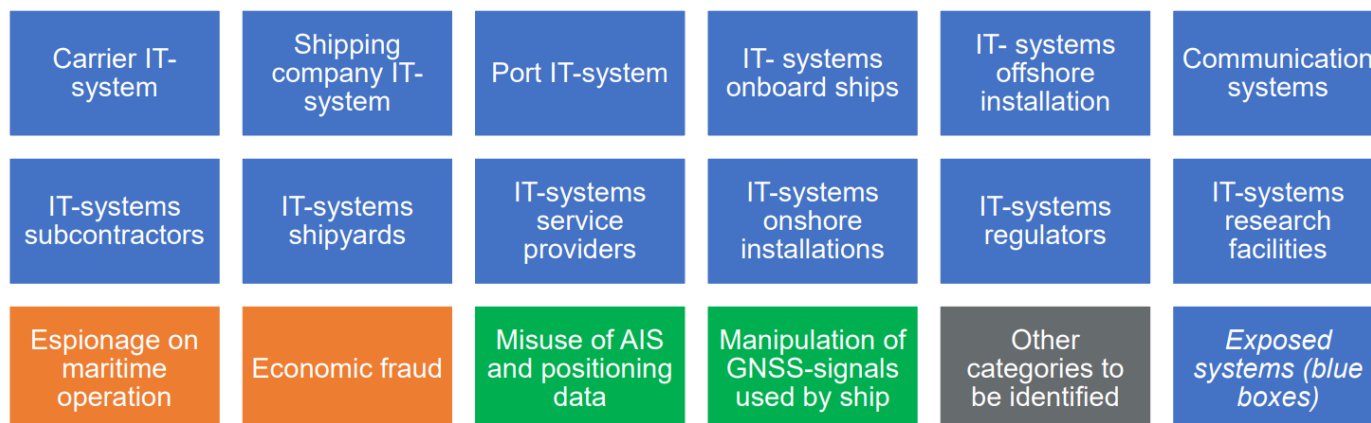 Carrier IT-
system
Shipping
company IT-
system
Port IT-system
IT- systems
onboard ships
IT- systems
offshore
installation
Communication
systems
IT-systems
subcontractors
IT-systems
shipyards
IT-systems
service
providers
IT-systems
onshore
installations
IT-systems
regulators
IT-systems
research
facilities
Espionage on
maritime
operation
Economic fraud
Misuse of AIS
and positioning
data
Manipulation of
GNSS-signals
used by ship
Other
categories to
be identified
Exposed
systems (blue
boxes)